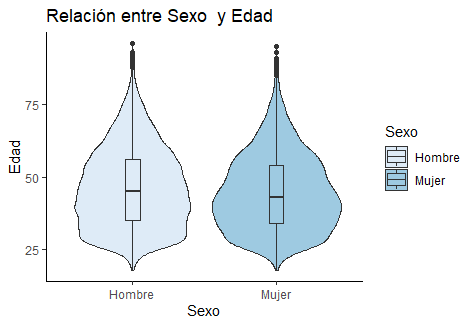 Relación entre Sexo  y Edad
Edad
75
50
25
Hombre
Mujer
Sexo
Sexo
Hombre
Mujer